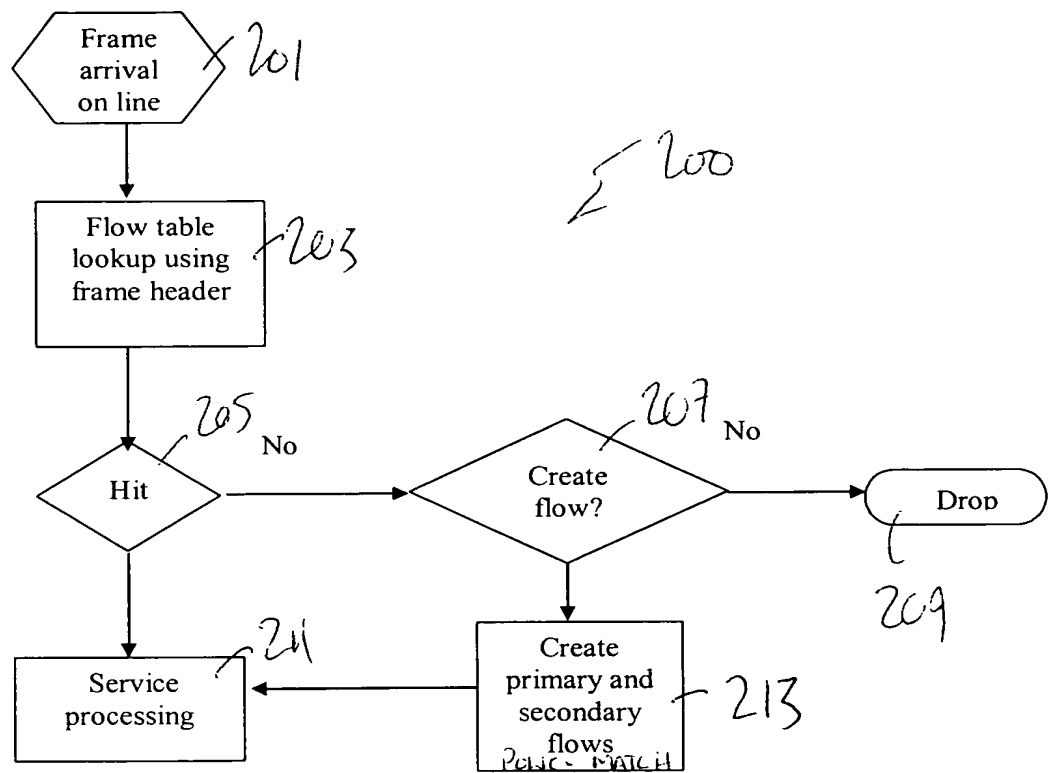 Frame
arrival
on line
201
200
Flow table
lookup using
frame header
203
205
No
Hit
207
No
Create
flow?
Drop
209
211
Service
processing
Create
primary and
secondary
flows
MATCH
213